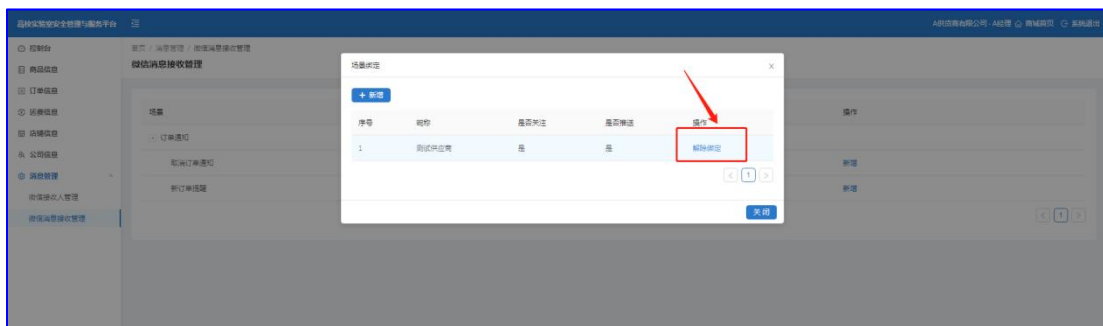 高校实验室安全管理与服务平台
A供货商有限公司-A经理 商城首页 系统退出
控制台
商品信息
订单信息
运费信息
店铺信息
公司信息
消息管理
微信接收人管理
微信消息接收管理
首页 / 消息管理 / 微信消息接收管理
微信消息接收管理
场景 操作
订单通知
取消订单通知 新增
新订单提醒 新增
1
场景绑定
+ 新增
序号 昵称 是否关注 是否推送 操作
1 测试供应商 是 是 解除绑定
1
关闭